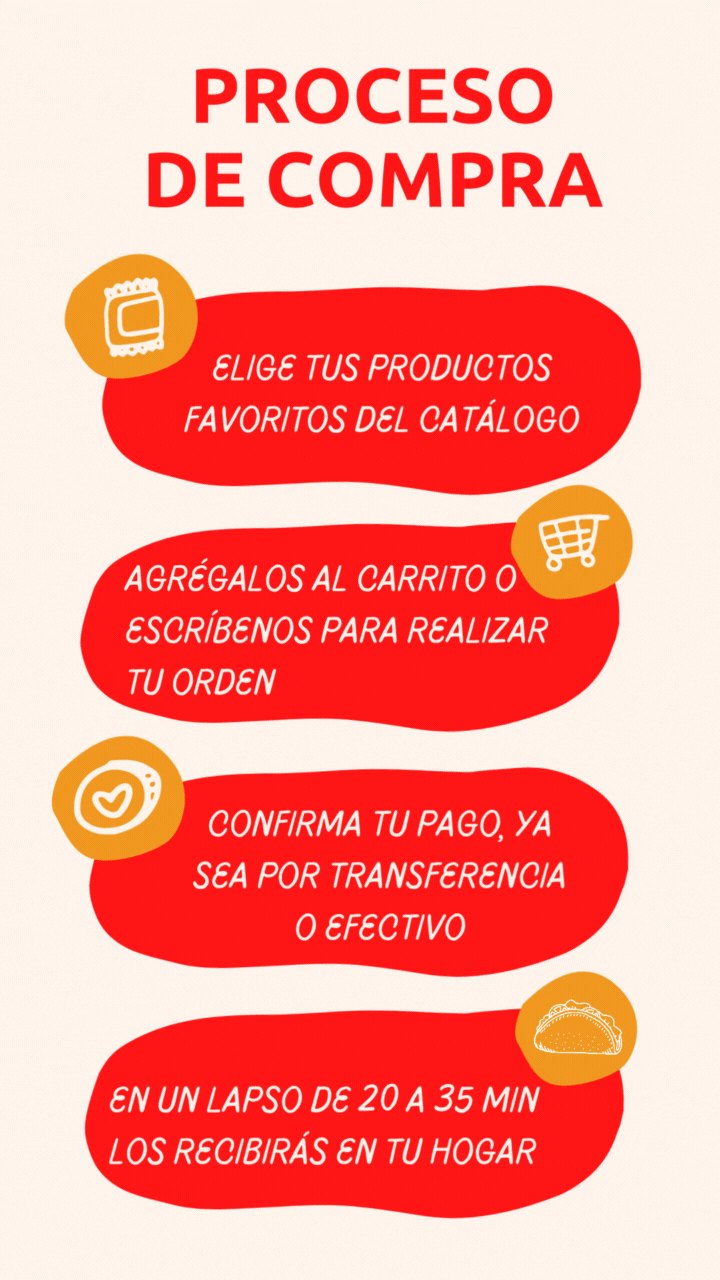 PROCESO
DE COMPRA
ELIGE TUS PRODUCTOS
FAVORITOS DEL CATÁLOGO
AGRÉGALOS AL CARRITO O
ESCRÍBENOS PARA REALIZAR
TU ORDEN
CONFIRMA TU PAGO, YA
SEA POR TRANSFERENCIA
O EFECTIVO
EN UN LAPSO DE 20 A 35 MIN
LOS RECIBIRÁS EN TU HOGAR